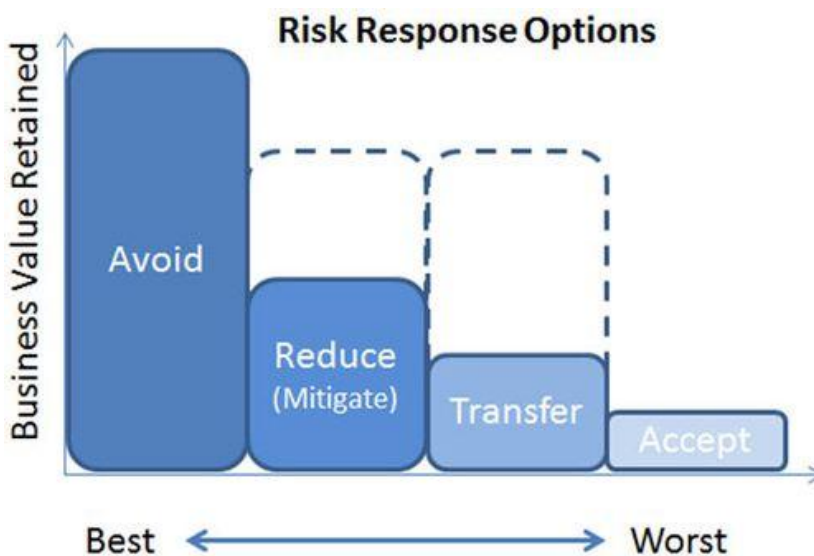 Risk Response Options
Business Value Retained
Avoid
Reduce
(Mitigate)
Transfer
Accept
Best
Worst